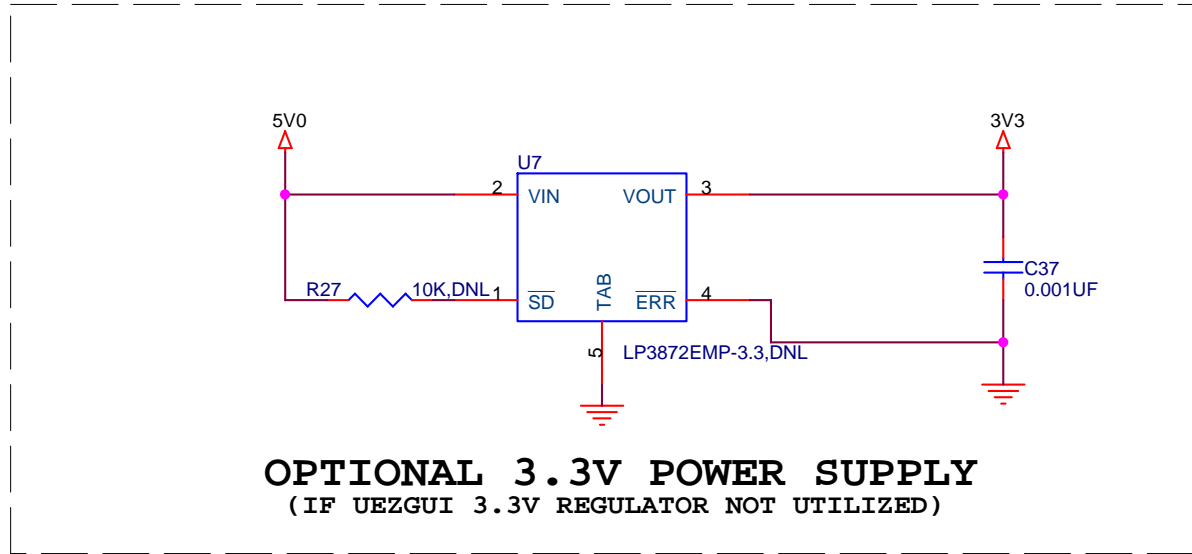 5V0
3V3
U7
2
VIN
VOUT
3
R27
10K,DNL
1
SD
TAB
ERR
4
C37
0.001UF
5
LP3872EMP-3.3,DNL
OPTIONAL 3.3V POWER SUPPLY
(IF UEZGUI 3.3V REGULATOR NOT UTILIZED)